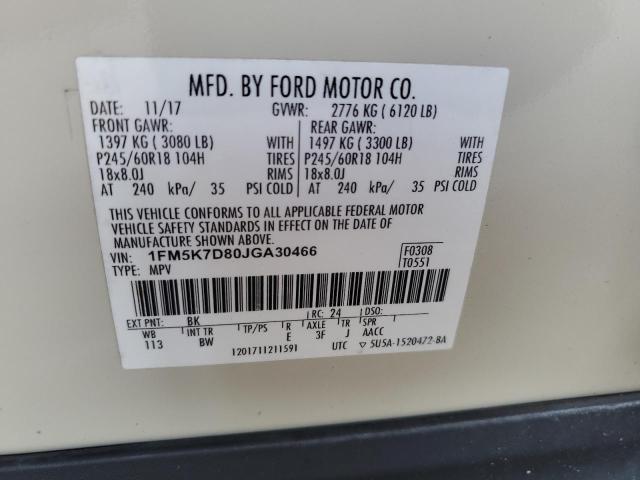 MFD. BY FORD MOTOR CO.
DATE: 11/17 GVWR: 2776 KG ( 6120 LB)
FRONT GAWR: REAR GAWR:
1397 KG ( 3080 LB) WITH 1497 KG ( 3300 LB) WITH
P245/60R18 104H TIRES P245/60R18 104H TIRES
18x8.0J RIMS 18x8.0J RIMS
AT 240 kPa/ 35 PSI COLD AT 240 kPa/ 35 PSI COLD
THIS VEHICLE CONFORMS TO ALL APPLICABLE FEDERAL MOTOR
VEHICLE SAFETY STANDARDS IN EFFECT ON THE DATE OF
MANUFACTURE SHOWN ABOVE.
VIN: 1FM5K7D80JGA30466 F0308
TYPE: MPV T0551
RC: 24 DSO:
EXT PNT: BK
WB INT TR TP/PS R AXLE TR SPR
113 BW E 3F J AACC
1201711211591 UTC ▽ 5U5A-1520472-BA